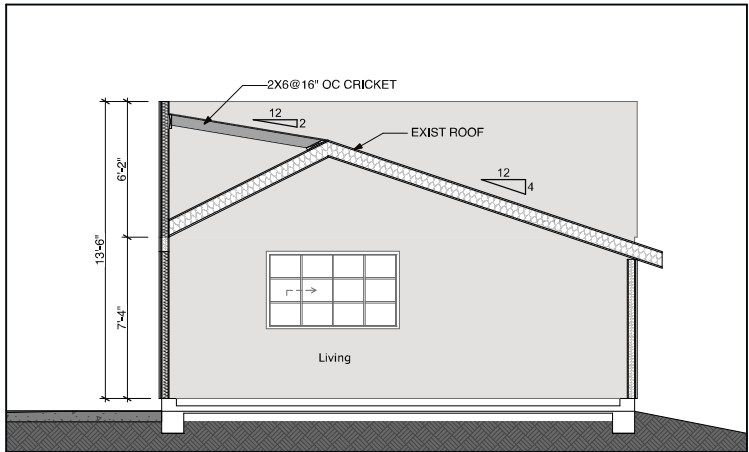 2X6@16" OC CRICKET
12
2
EXIST ROOF
12
4
6'-2"
13'-6"
7'-4"
Living